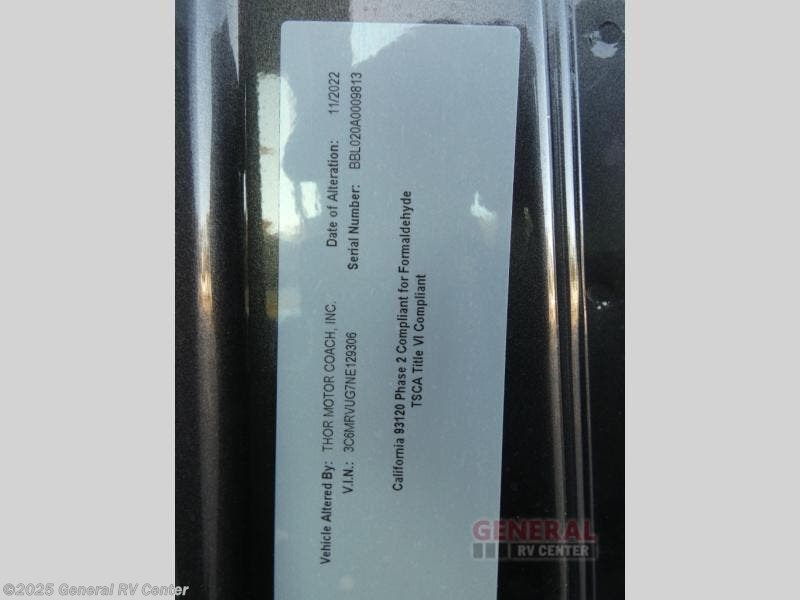 Vehicle Altered By: THOR MOTOR COACH, INC. Date of Alteration: 11/2022
V.I.N.: 3C6MRVUG7NE129306 Serial Number: BBL020A0009813
California 93120 Phase 2 Compliant for Formaldehyde
TSCA Title VI Compliant
GENERAL
RV CENTER
©2025 General RV Center